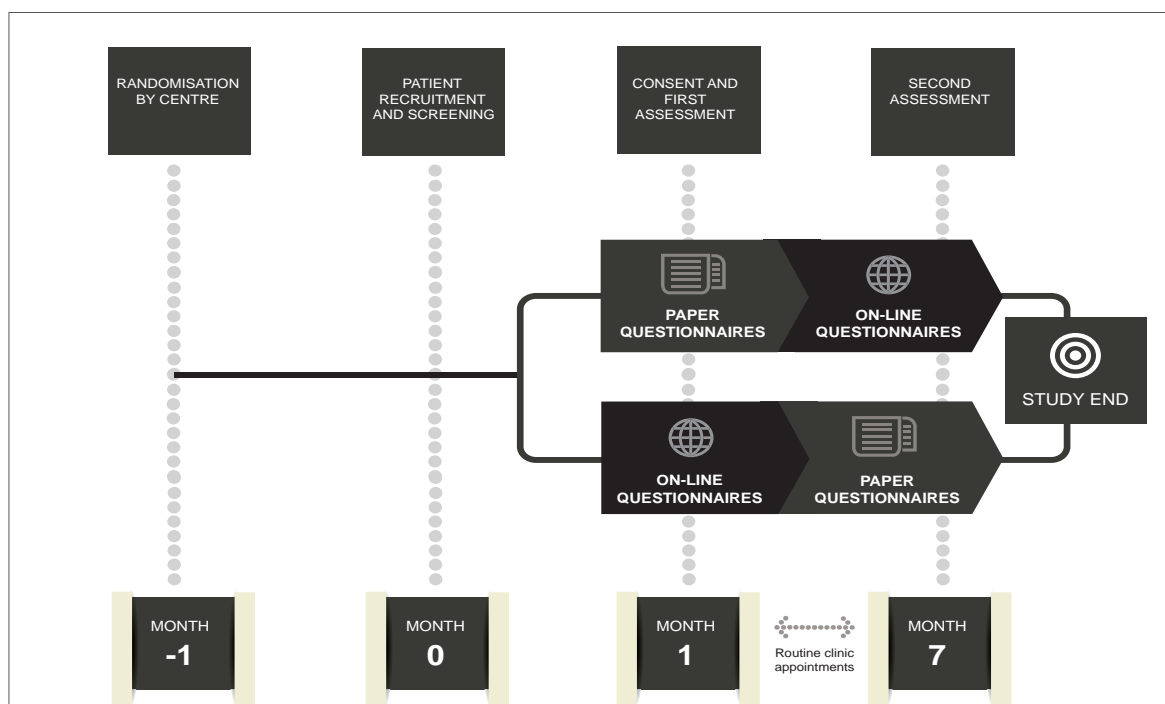 RANDOMISATION
BY CENTRE
PATIENT
RECRUITMENT
AND SCREENING
CONSENT AND
FIRST
ASSESSMENT
SECOND
ASSESSMENT
PAPER
QUESTIONNAIRES
ON-LINE
QUESTIONNAIRES
STUDY END
ON-LINE
QUESTIONNAIRES
PAPER
QUESTIONNAIRES
MONTH
-1
MONTH
0
MONTH
1
Routine clinic
appointments
MONTH
7